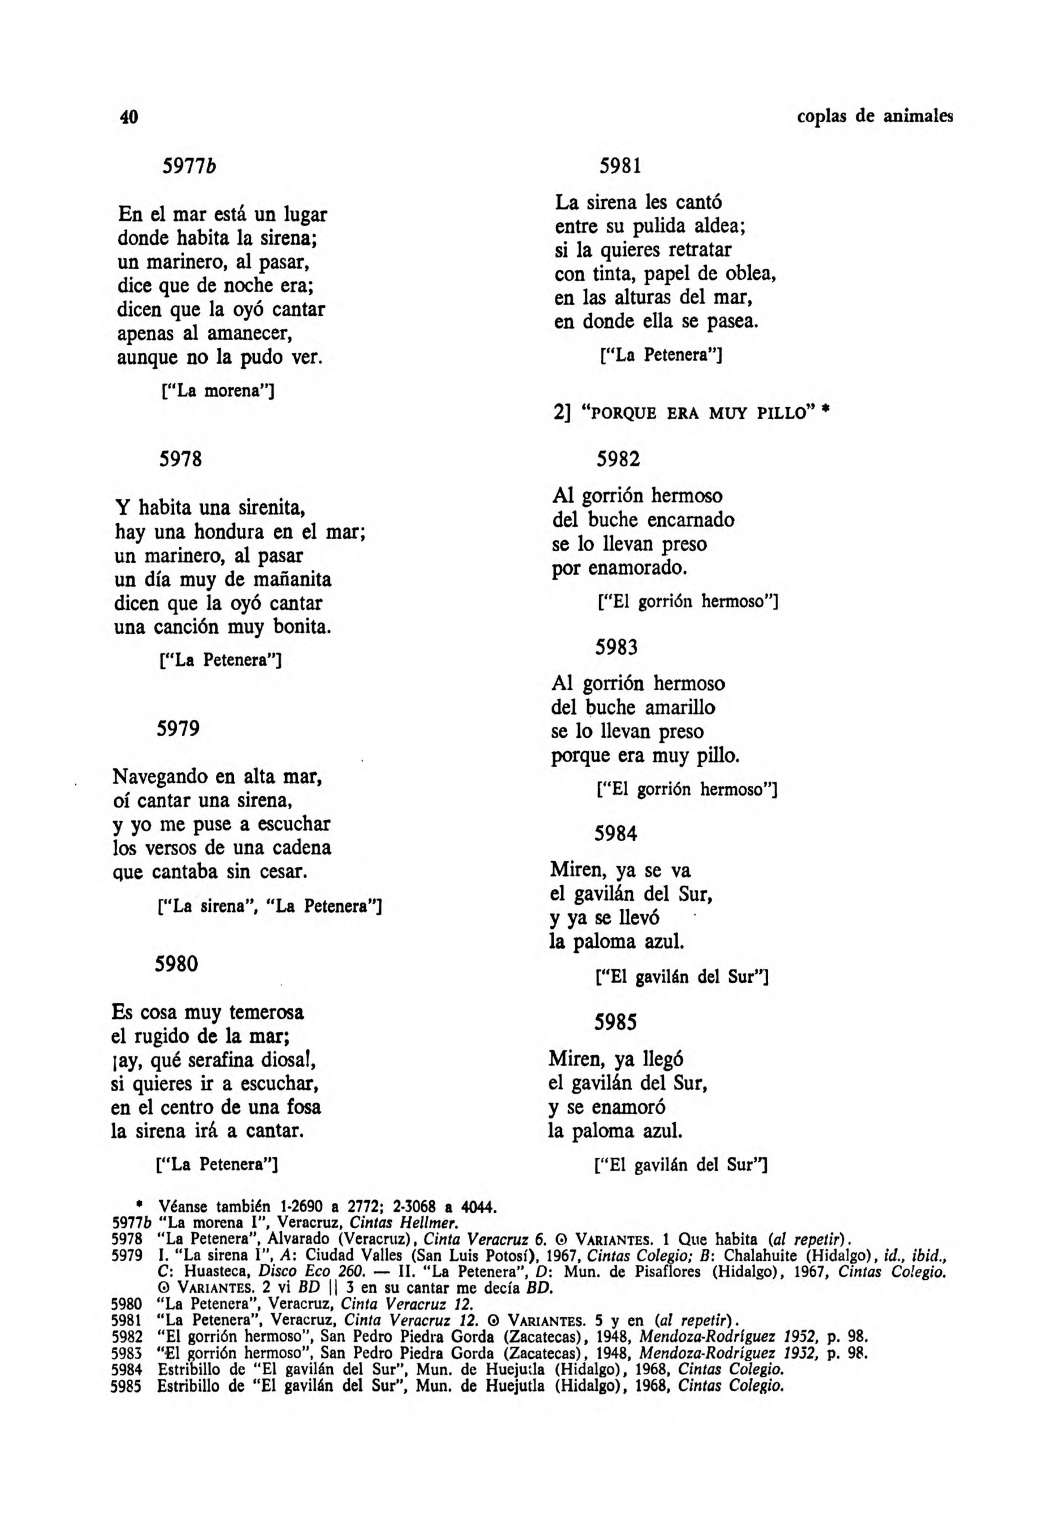 40
coplas de animales
5977b
En el mar está un lugar
donde habita la sirena;
un marinero, al pasar,
dice que de noche era;
dicen que la oyó cantar
apenas al amanecer,
aunque no la pudo ver.
["La morena"]
5978
Y habita una sirenita,
hay una hondura en el mar;
un marinero, al pasar
un día muy de mañanita
dicen que la oyó cantar
una canción muy bonita.
["La Petenera"]
5979
Navegando en alta mar,
oí cantar una sirena,
y yo me puse a escuchar
los versos de una cadena
que cantaba sin cesar.
["La sirena", "La Petenera"]
5980
Es cosa muy temerosa
el rugido de la mar;
¡ay, qué serafina diosa!,
si quieres ir a escuchar,
en el centro de una fosa
la sirena irá a cantar.
["La Petenera"]
5981
La sirena les cantó
entre su pulida aldea;
si la quieres retratar
con tinta, papel de oblea,
en las alturas del mar,
en donde ella se pasea.
["La Petenera"]
2] "PORQUE ERA MUY PILLO" *
5982
Al gorrión hermoso
del buche encarnado
se lo llevan preso
por enamorado.
["El gorrión hermoso"]
5983
Al gorrión hermoso
del buche amarillo
se lo llevan preso
porque era muy pillo.
["El gorrión hermoso"]
5984
Miren, ya se va
el gavilán del Sur,
y ya se llevó
la paloma azul.
["El gavilán del Sur"]
5985
Miren, ya llegó
el gavilán del Sur,
y se enamoró
la paloma azul.
["El gavilán del Sur"]
* Véanse también 1-2690 a 2772; 2-3068 a 4044.
5977b "La morena I", Veracruz, Cintas Hellmer.
5978 "La Petenera", Alvarado (Veracruz), Cinta Veracruz 6. ⊙ VARIANTES. 1 Que habita (al repetir).
5979 I. "La sirena I", A: Ciudad Valles (San Luis Potosí), 1967, Cintas Colegio; B: Chalahuite (Hidalgo), id., ibid.,
C: Huasteca, Disco Eco 260. — II. "La Petenera", D: Mun. de Pisaflores (Hidalgo), 1967, Cintas Colegio.
⊙ VARIANTES. 2 vi BD || 3 en su cantar me decía BD.
5980 "La Petenera", Veracruz, Cinta Veracruz 12.
5981 "La Petenera", Veracruz, Cinta Veracruz 12. ⊙ VARIANTES. 5 y en (al repetir).
5982 "El gorrión hermoso", San Pedro Piedra Gorda (Zacatecas), 1948, Mendoza-Rodríguez 1952, p. 98.
5983 "El gorrión hermoso", San Pedro Piedra Gorda (Zacatecas), 1948, Mendoza-Rodríguez 1952, p. 98.
5984 Estribillo de "El gavilán del Sur", Mun. de Huejutla (Hidalgo), 1968, Cintas Colegio.
5985 Estribillo de "El gavilán del Sur", Mun. de Huejutla (Hidalgo), 1968, Cintas Colegio.